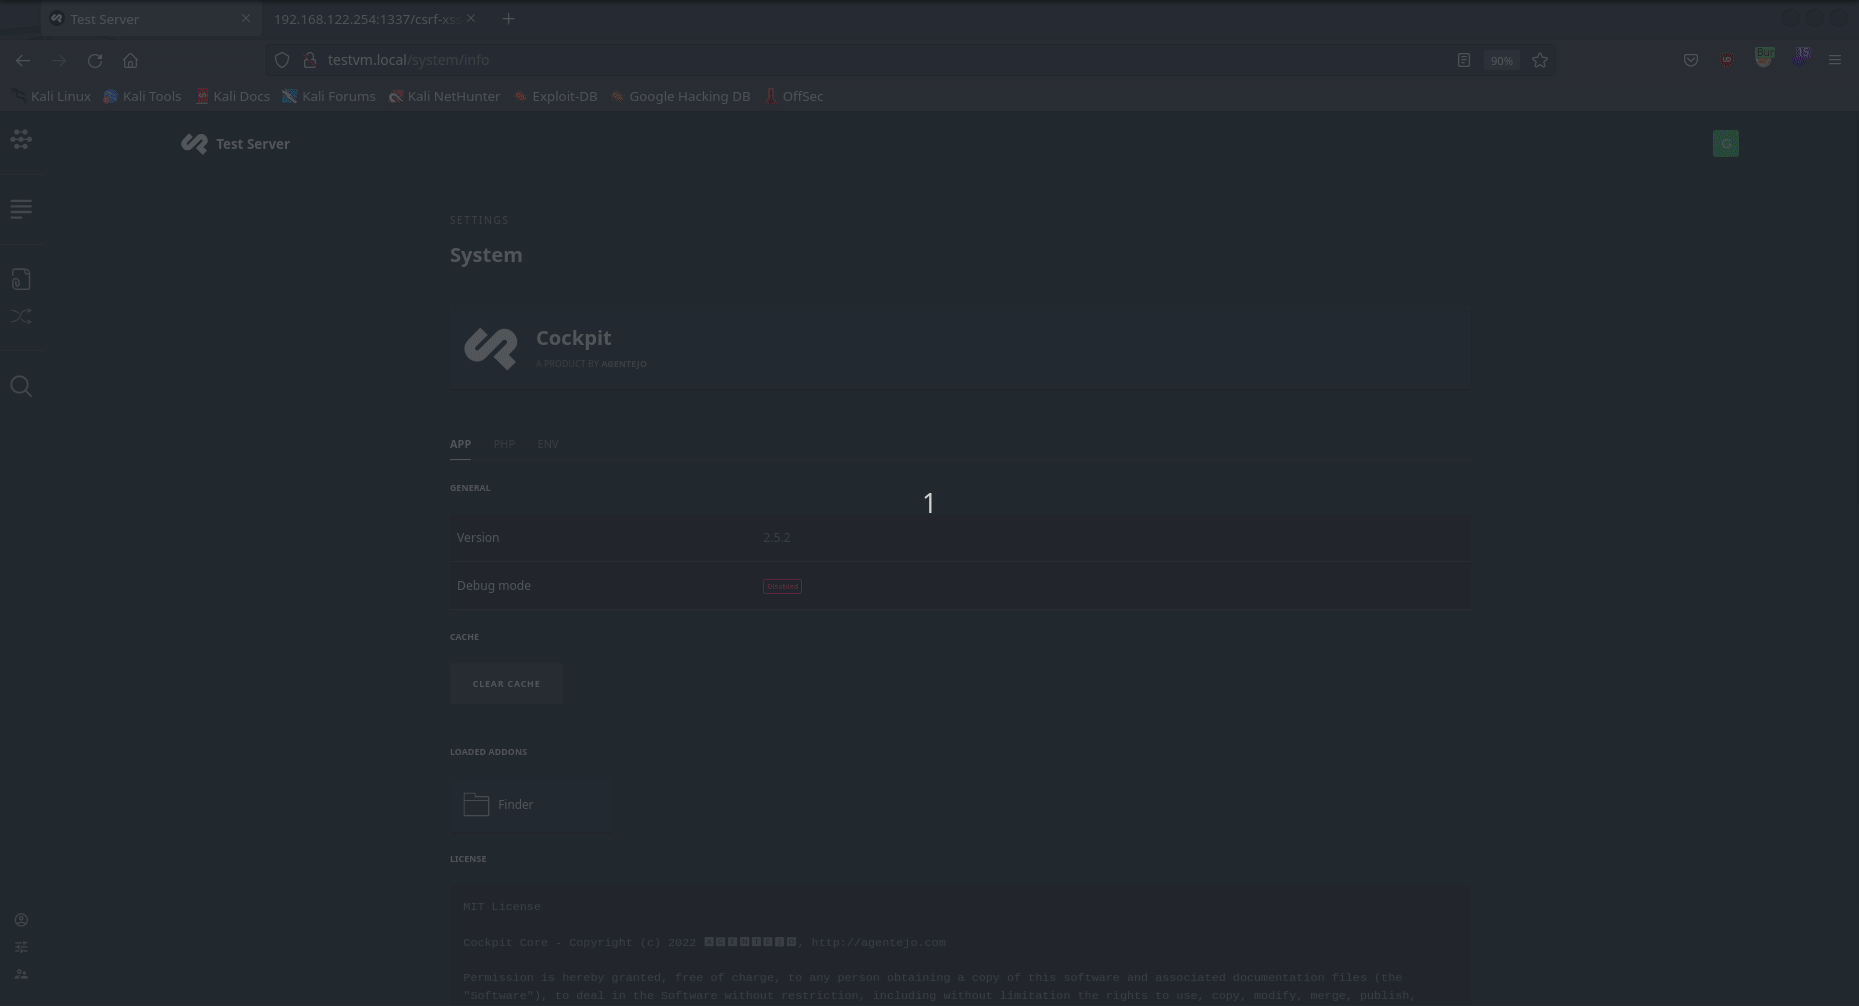 Test Server
192.168.122.254:1337/csrf-xss
testvm.local/system/info
90%
Kali Linux Kali Tools Kali Docs Kali Forums Kali NetHunter Exploit-DB Google Hacking DB OffSec
Test Server
G
SETTINGS
System
Cockpit
A PRODUCT BY AGENTEJO
APP PHP ENV
GENERAL
1
Version 2.5.2
Debug mode Disabled
CACHE
CLEAR CACHE
LOADED ADDONS
Finder
LICENSE
MIT License
Cockpit Core - Copyright (c) 2022 🅰🅶🅴🅽🆃🅴🅹🅾, http://agentejo.com
Permission is hereby granted, free of charge, to any person obtaining a copy of this software and associated documentation files (the
"Software"), to deal in the Software without restriction, including without limitation the rights to use, copy, modify, merge, publish,